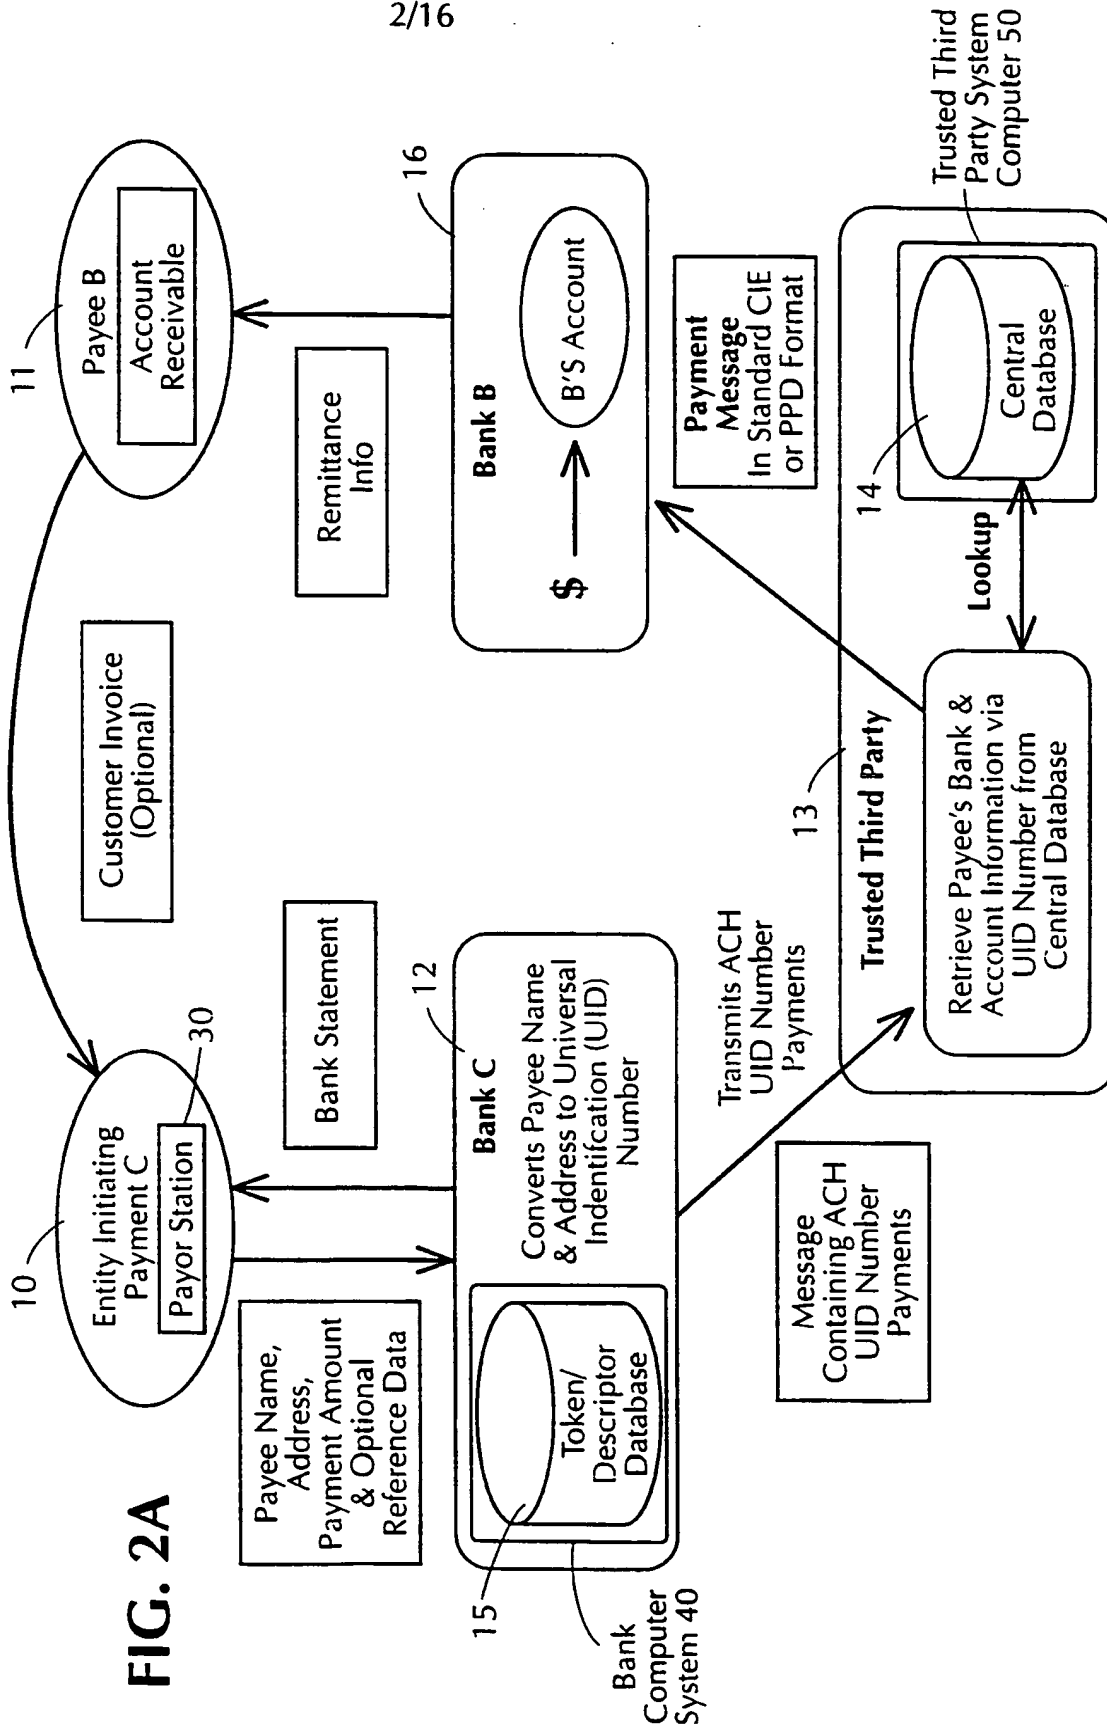 2/16
FIG. 2A
10
Entity Initiating
Payment C
Payor Station
30
Customer Invoice
(Optional)
11
Payee B
Account
Receivable
Payee Name,
Address,
Payment Amount
& Optional
Reference Data
Bank Statement
Remittance
Info
15
Token/
Descriptor
Database
Bank
Computer
System 40
12
Bank C
Converts Payee Name
& Address to Universal
Indentifcation (UID)
Number
16
Bank B
$
B'S Account
Message
Containing ACH
UID Number
Payments
Transmits ACH
UID Number
Payments
Payment
Message
In Standard CIE
or PPD Format
13
Trusted Third Party
Retrieve Payee's Bank &
Account Information via
UID Number from
Central Database
Lookup
14
Central
Database
Trusted Third
Party System
Computer 50